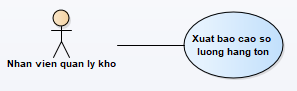 Xuat bao cao so
luong hang ton
Nhan vien quan ly kho